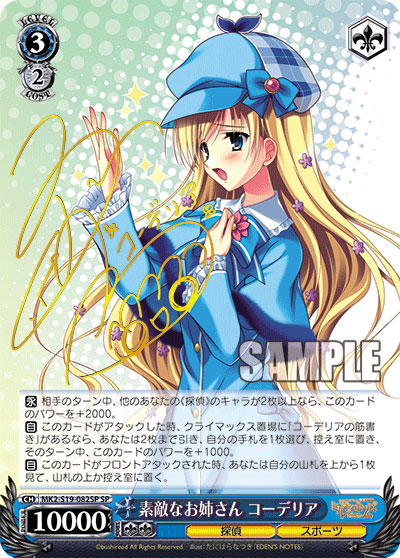 LEVEL
3
2
COST
SAMPLE
永 相手のターン中、他のあなたの《探偵》のキャラが2枚以上なら、このカード
のパワーを+2000。
自 このカードがアタックした時、クライマックス置場に「コーデリアの筋書
き」があるなら、あなたは2枚まで引き、自分の手札を1枚選び、控え室に置き、
そのターン中、このカードのパワーを+1000。
自 このカードがフロントアタックされた時、あなたは自分の山札を上から1枚
見て、山札の上か控え室に置く。
©bushiroad All Rights Reserved. illust:たにはらなつき(EDEN'S NOTES)
CH MK2-S19-082SP SP
10000
素敵なお姉さん コーデリア
探偵
スポーツ